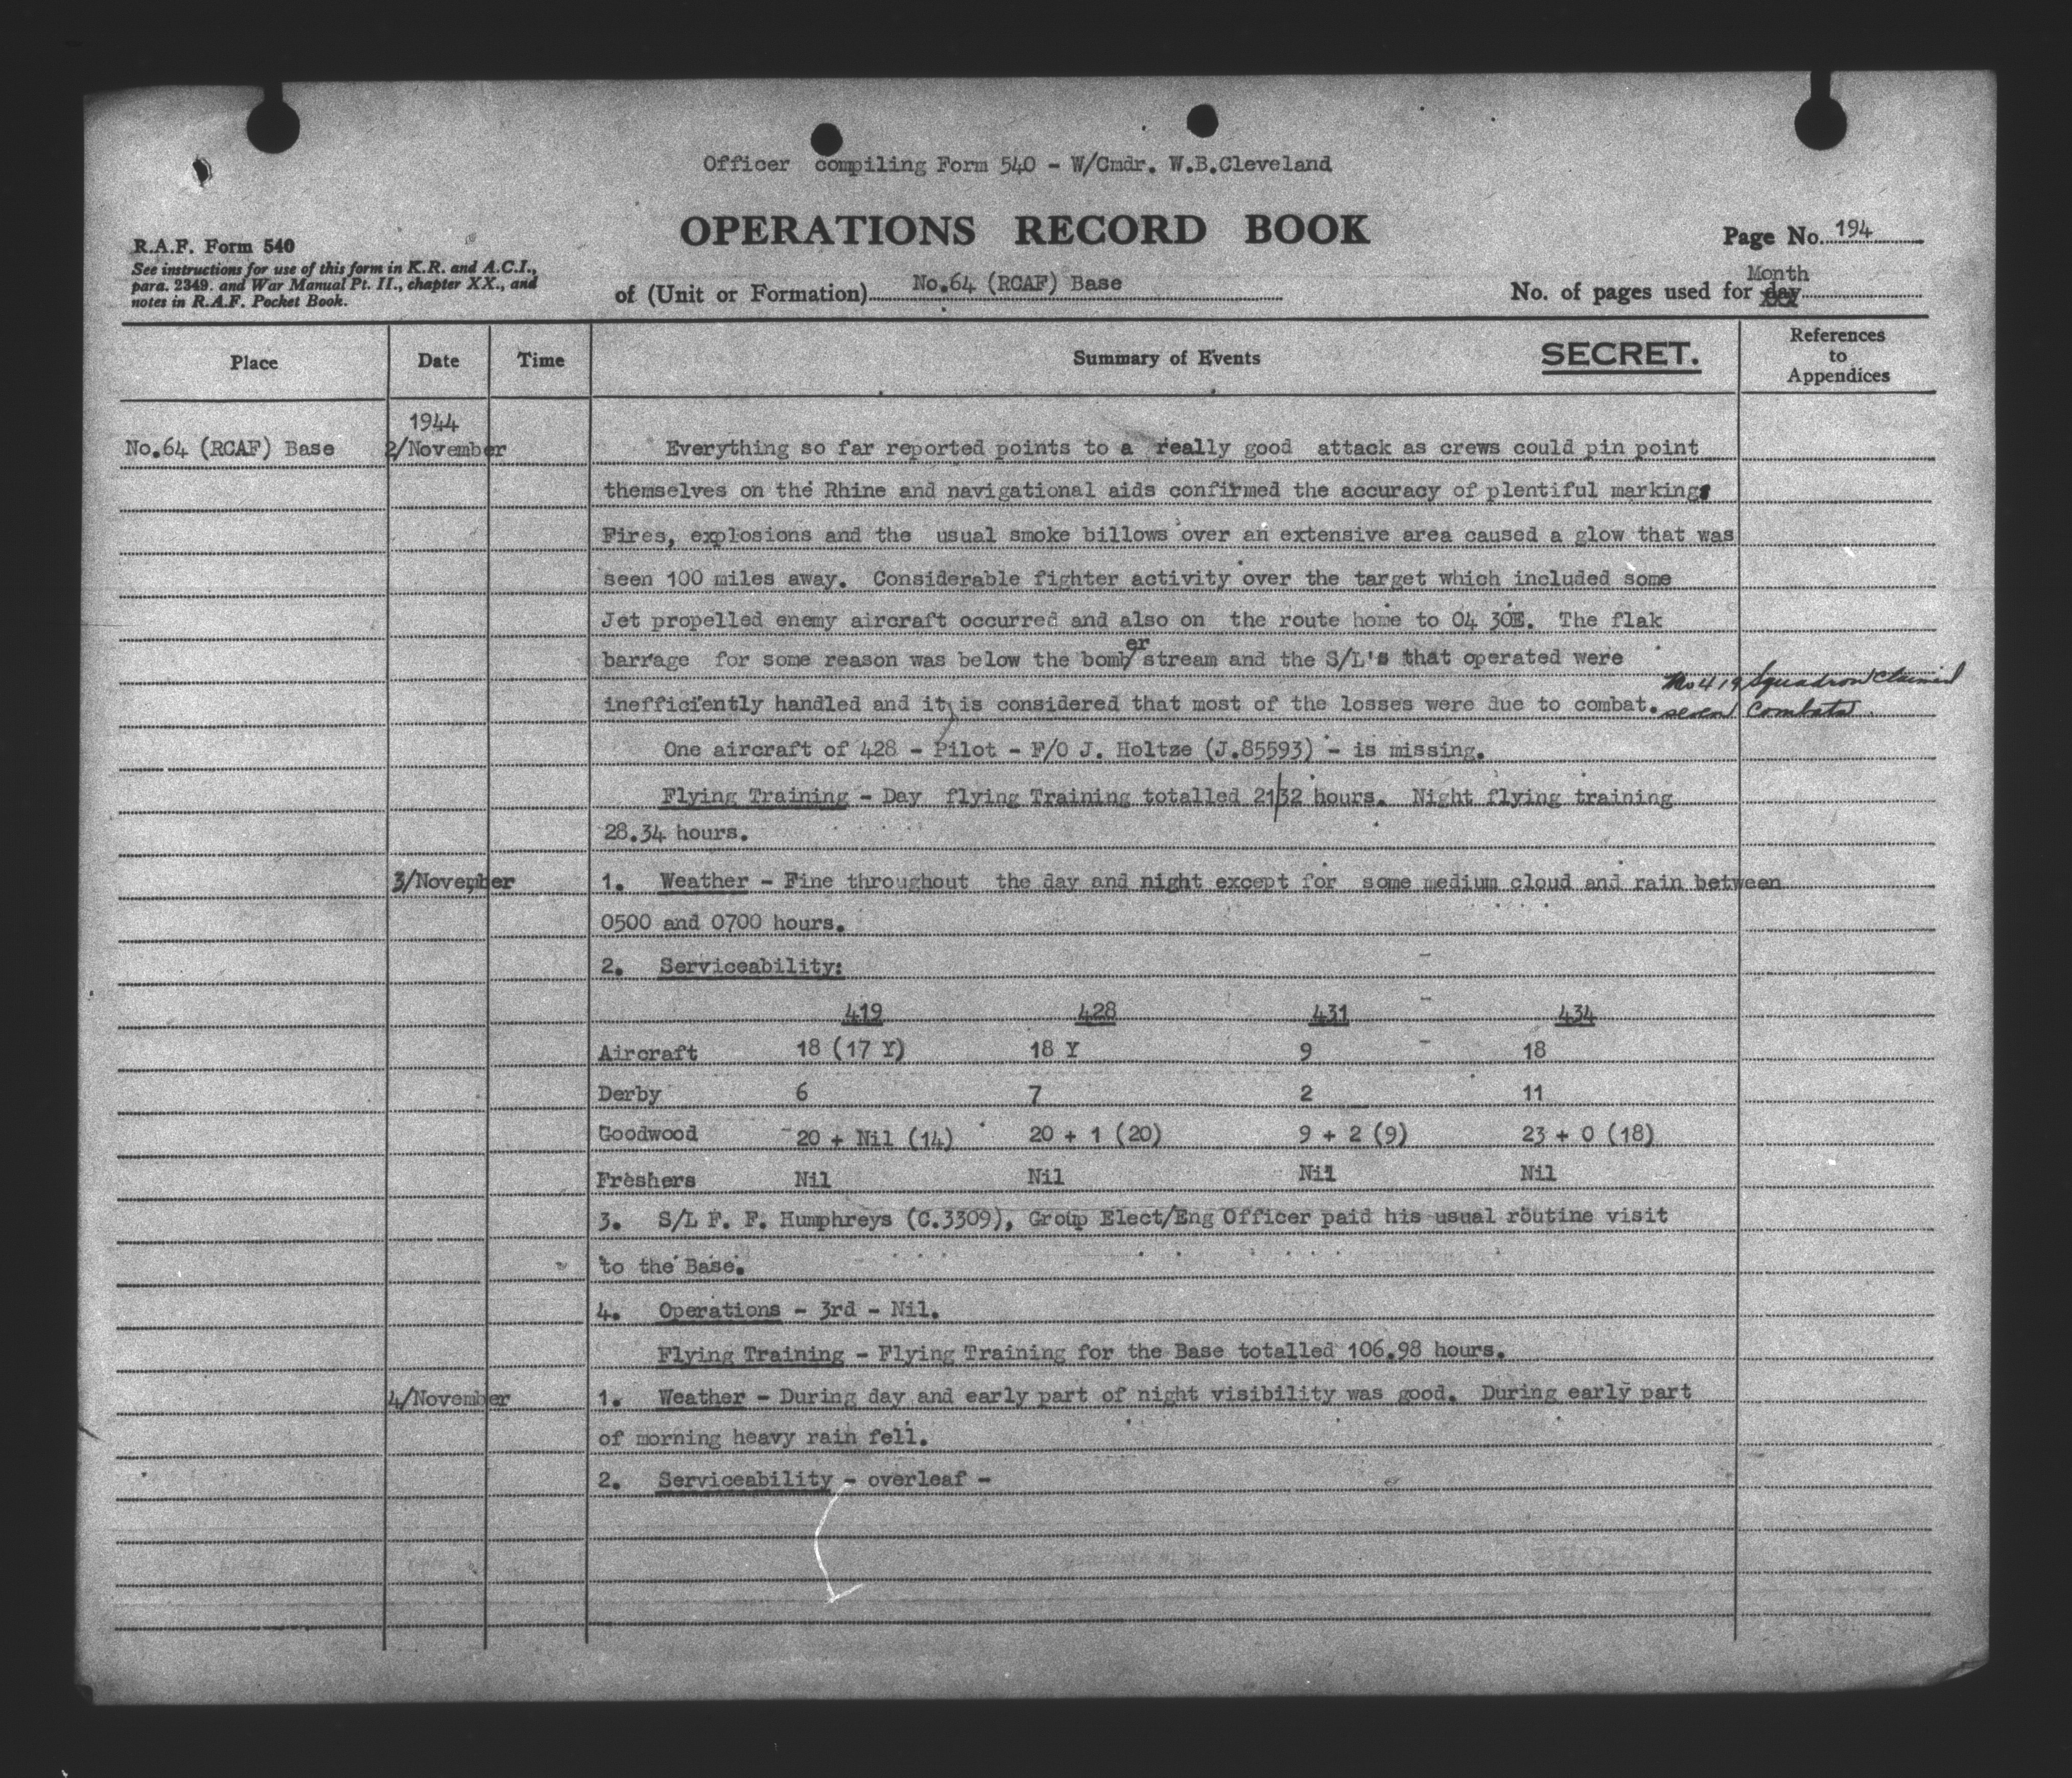 Officer compiling Form 540 - W/Cmdr. W.B.Cleveland
OPERATIONS RECORD BOOK
R.A.F. Form 540
See instructions for use of this form in K.R. and A.C.I.,
para. 2349. and War Manual Pt. II., chapter XX., and
notes in R.A.F. Pocket Book.
of (Unit or Formation) No.64 (RCAF) Base
Page No. 194
Month
No. of pages used for day
Place Date Time Summary of Events SECRET. References to Appendices
1944
No.64 (RCAF) Base 2/November Everything so far reported points to a really good attack as crews could pin point
themselves on the Rhine and navigational aids confirmed the accuracy of plentiful marking.
Fires, explosions and the usual smoke billows over an extensive area caused a glow that was
seen 100 miles away. Considerable fighter activity over the target which included some
Jet propelled enemy aircraft occurred and also on the route home to 04 30E. The flak
barrage for some reason was below the bomber stream and the S/L's that operated were
inefficiently handled and it is considered that most of the losses were due to combat. No 419 Squadron claimed
seven combats.
One aircraft of 428 - Pilot - F/O J. Holtze (J.85593) - is missing.
Flying Training - Day flying Training totalled 21/32 hours. Night flying training
28.34 hours.
3/November 1. Weather - Fine throughout the day and night except for some medium cloud and rain between
0500 and 0700 hours.
2. Serviceability:
419 428 431 434
Aircraft 18 (17 Y) 18 Y 9 18
Derby 6 7 2 11
Goodwood 20 + Nil (14) 20 + 1 (20) 9 + 2 (9) 23 + 0 (18)
Freshers Nil Nil Nil Nil
3. S/L F. F. Humphreys (C.3309), Group Elect/Eng Officer paid his usual routine visit
to the Base.
4. Operations - 3rd - Nil.
Flying Training - Flying Training for the Base totalled 106.98 hours.
4/November 1. Weather - During day and early part of night visibility was good. During early part
of morning heavy rain fell.
2. Serviceability - overleaf -